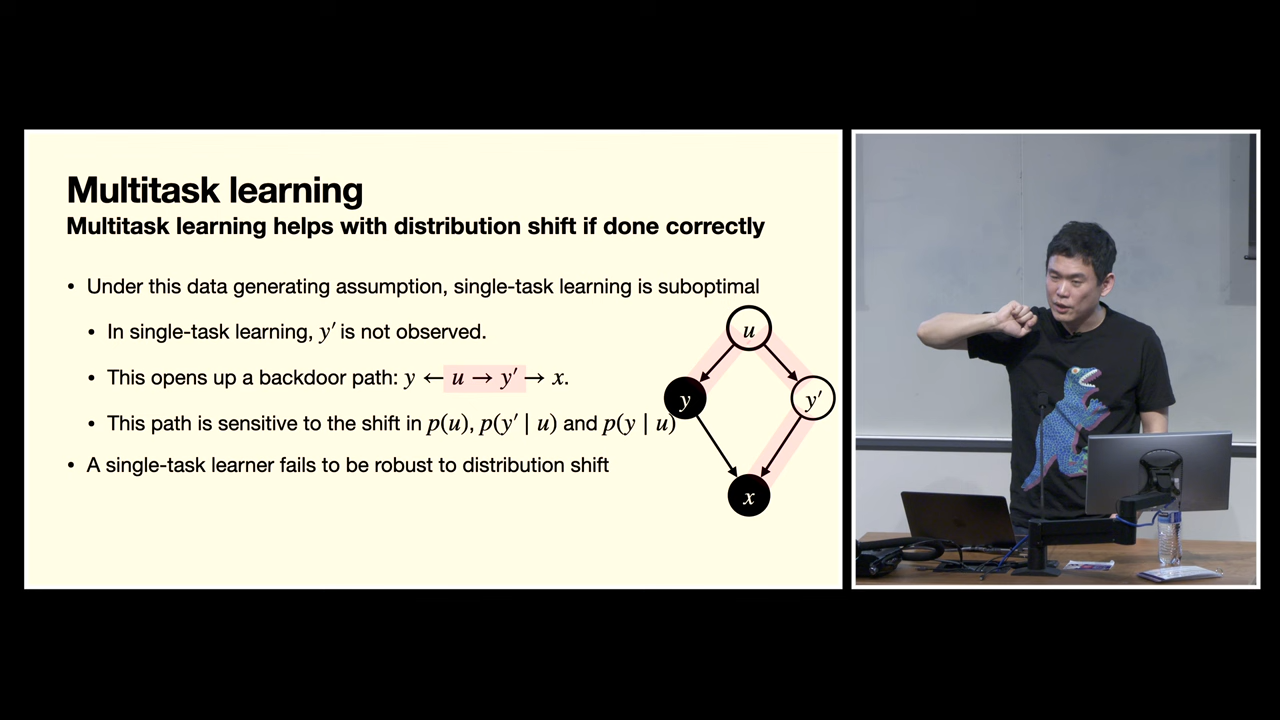 Multitask learning
Multitask learning helps with distribution shift if done correctly
• Under this data generating assumption, single-task learning is suboptimal
• In single-task learning, y′ is not observed.
• This opens up a backdoor path: y ← u → y′ → x.
• This path is sensitive to the shift in p(u), p(y′ | u) and p(y | u)
• A single-task learner fails to be robust to distribution shift
u
y
y′
x